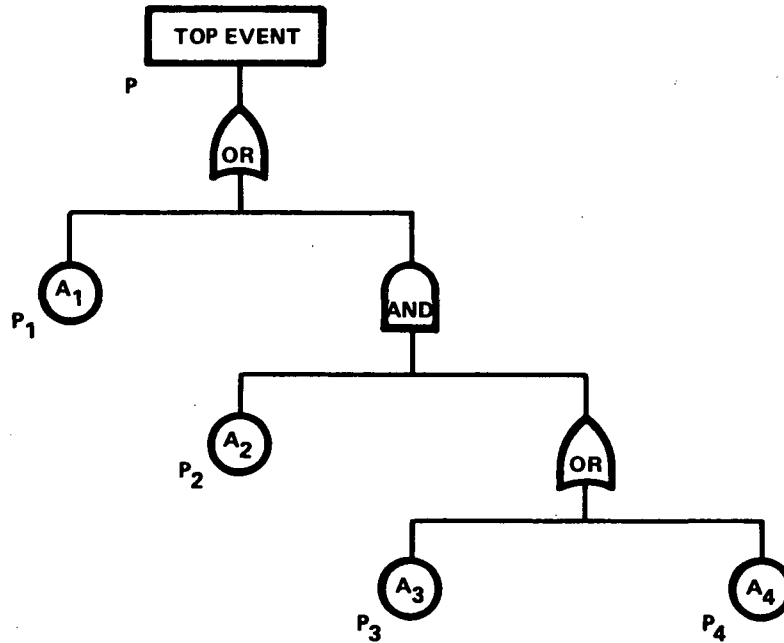 TOP EVENT
P
OR
A₁
P₁
AND
A₂
P₂
OR
A₃
P₃
A₄
P₄